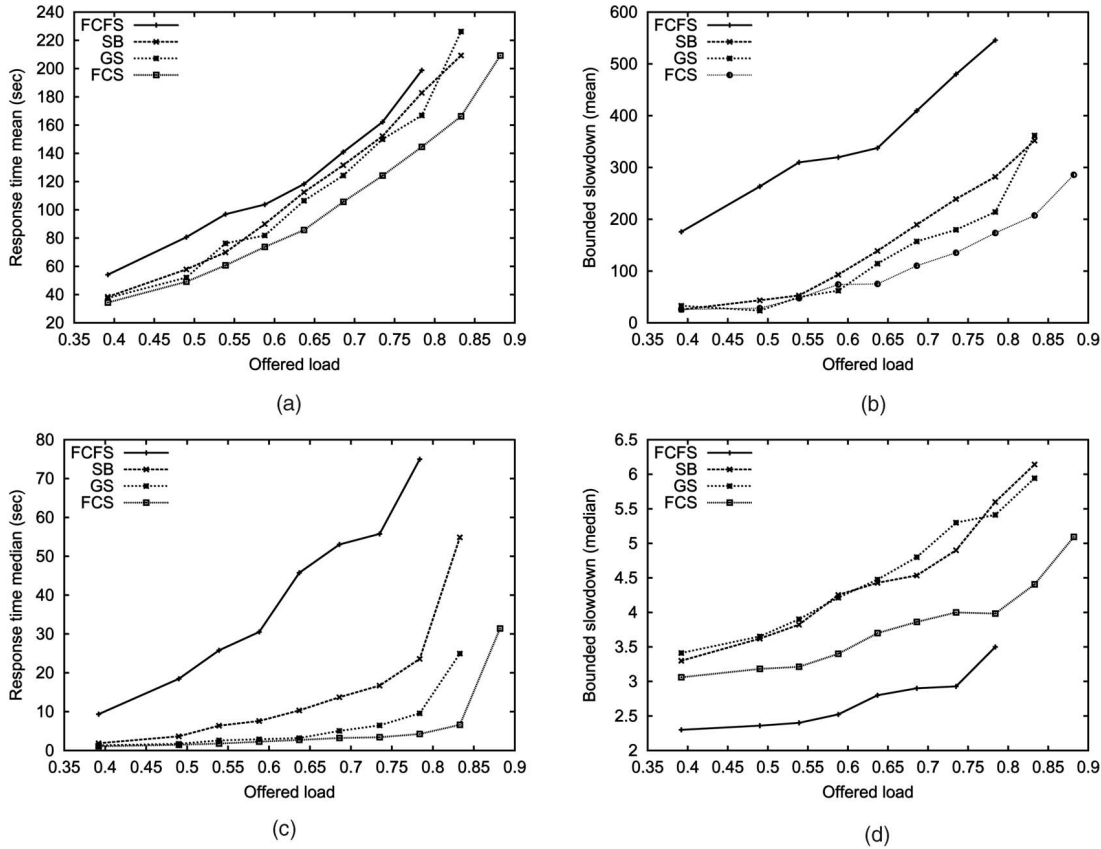 FCFS
SB
GS
FCS
240
220
200
180
160
140
120
100
80
60
40
20
Response time mean (sec)
0.35 0.4 0.45 0.5 0.55 0.6 0.65 0.7 0.75 0.8 0.85 0.9
Offered load
(a)
FCFS
SB
GS
FCS
600
500
400
300
200
100
0
Bounded slowdown (mean)
0.35 0.4 0.45 0.5 0.55 0.6 0.65 0.7 0.75 0.8 0.85 0.9
Offered load
(b)
FCFS
SB
GS
FCS
80
70
60
50
40
30
20
10
0
Response time median (sec)
0.35 0.4 0.45 0.5 0.55 0.6 0.65 0.7 0.75 0.8 0.85 0.9
Offered load
(c)
FCFS
SB
GS
FCS
6.5
6
5.5
5
4.5
4
3.5
3
2.5
2
Bounded slowdown (median)
0.35 0.4 0.45 0.5 0.55 0.6 0.65 0.7 0.75 0.8 0.85 0.9
Offered load
(d)